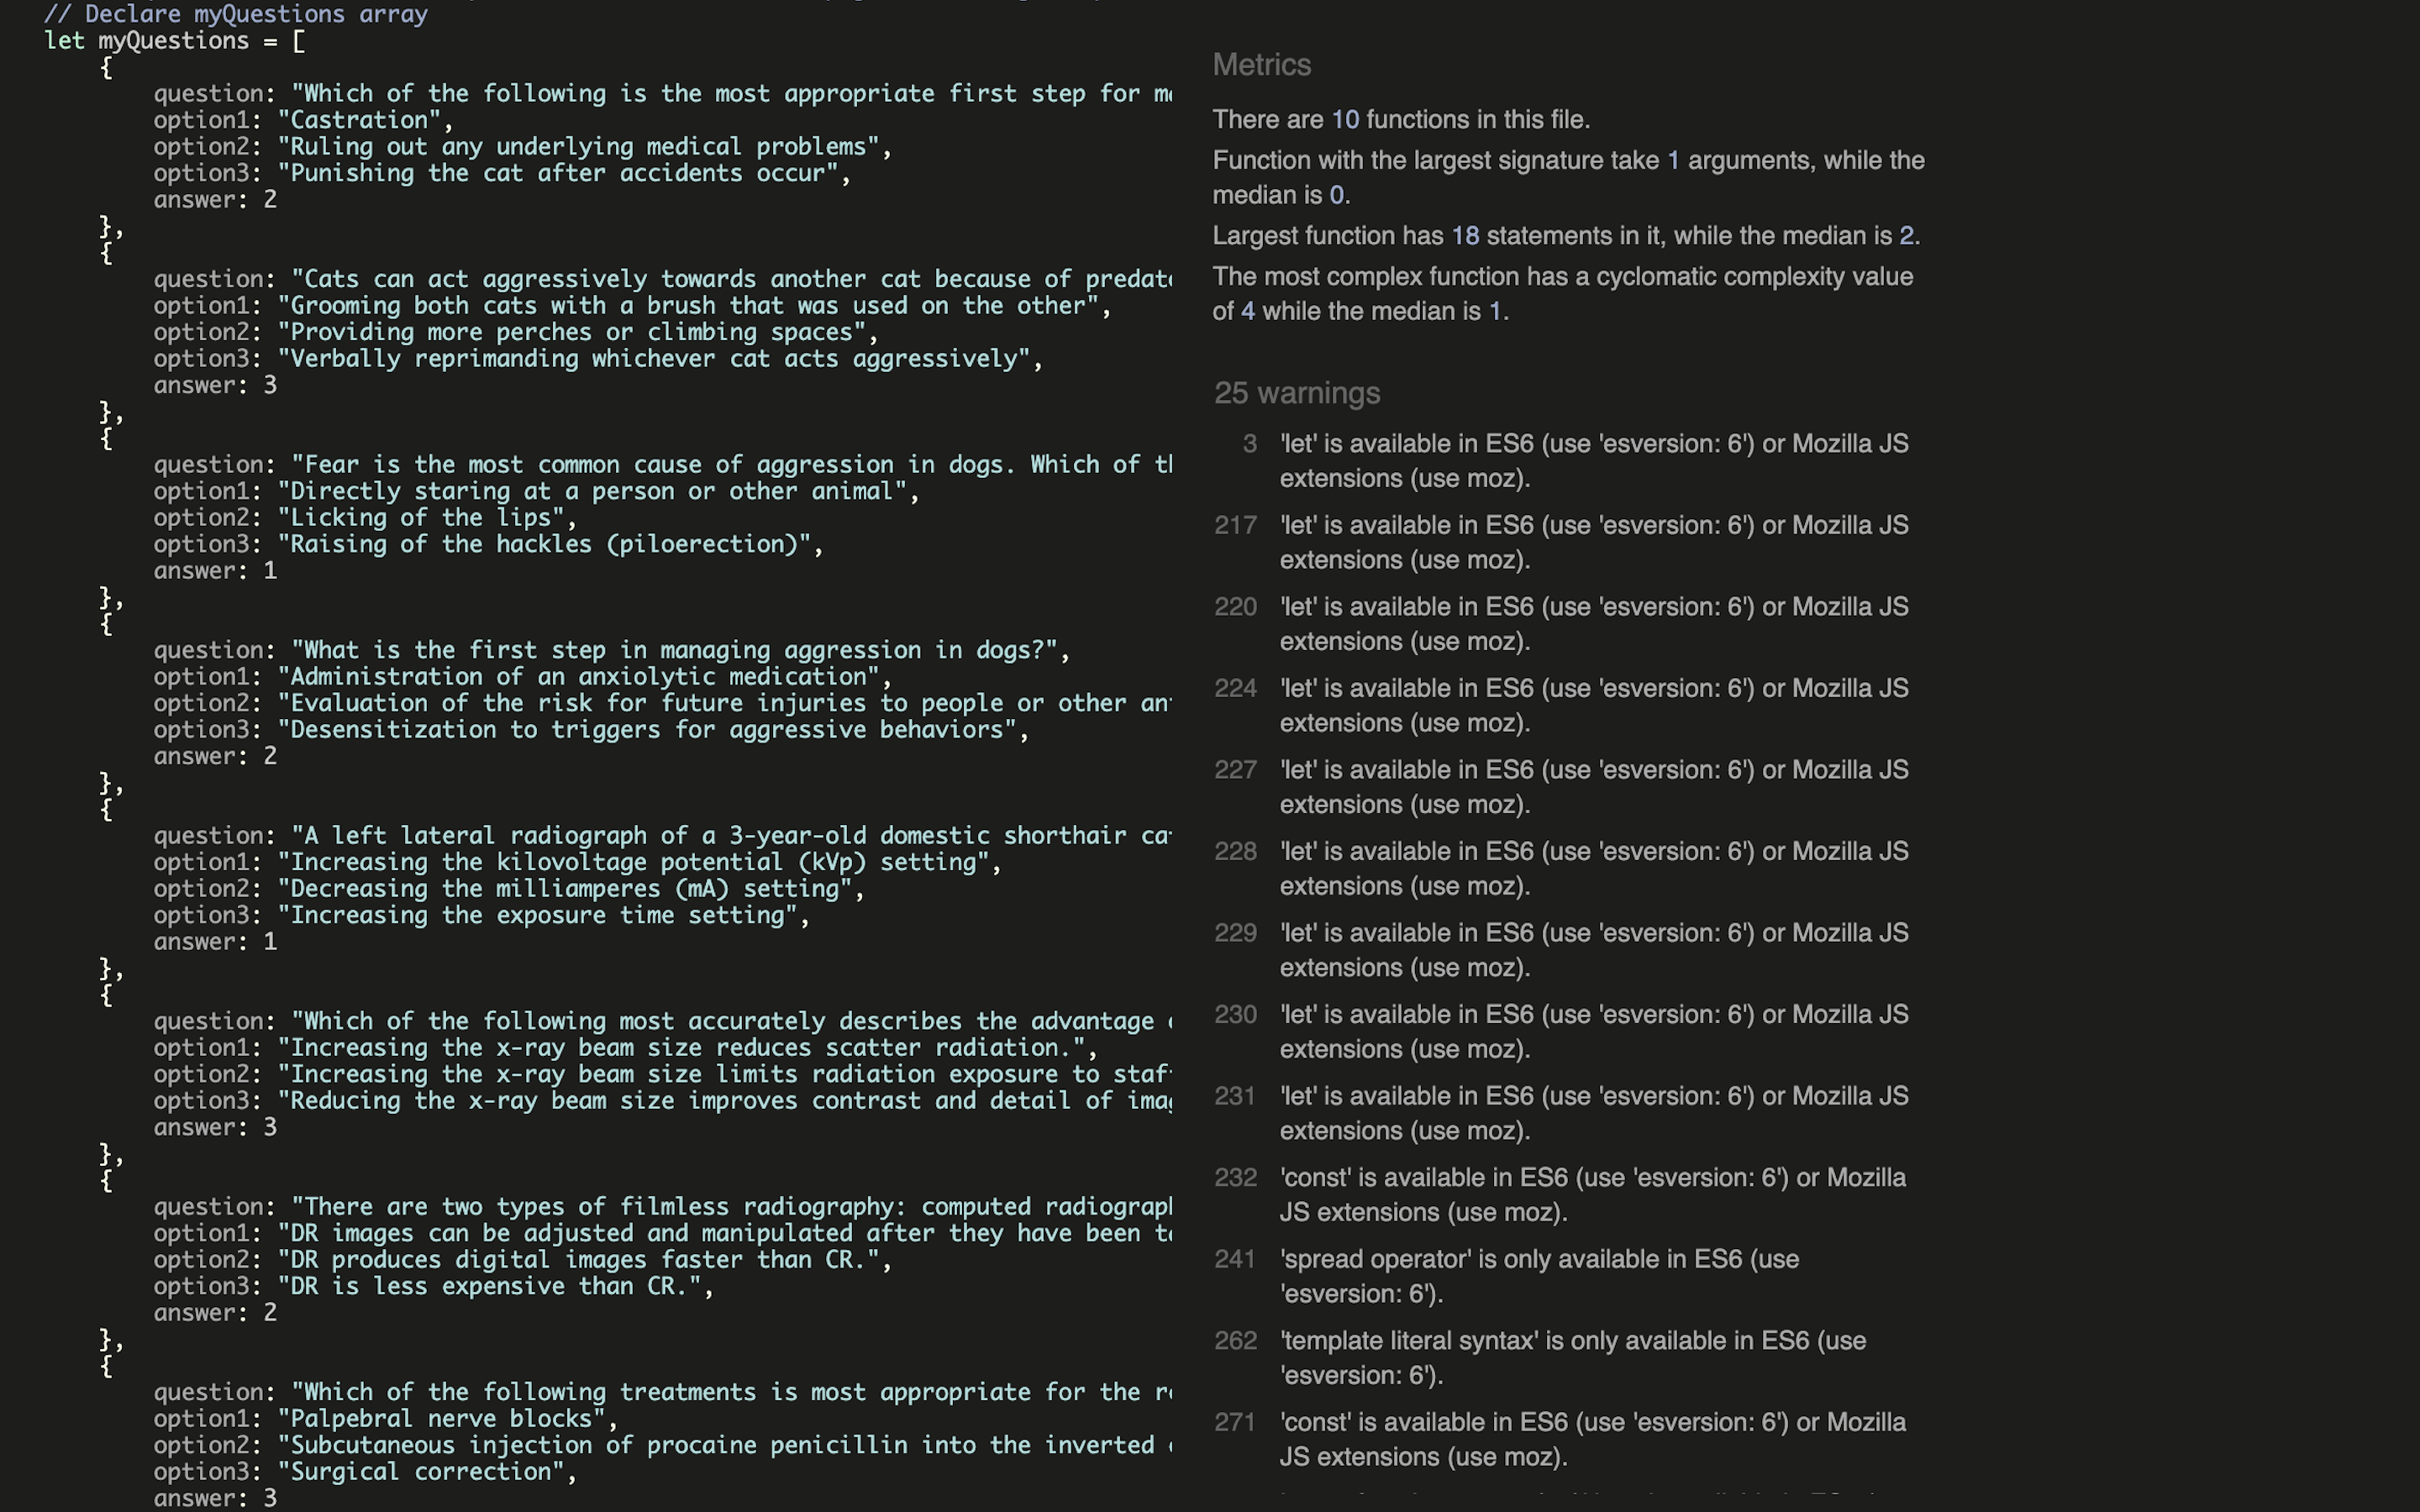 // Declare myQuestions array
let myQuestions = [
{
question: "Which of the following is the most appropriate first step for
option1: "Castration",
option2: "Ruling out any underlying medical problems",
option3: "Punishing the cat after accidents occur",
answer: 2
},
{
question: "Cats can act aggressively towards another cat because of
option1: "Grooming both cats with a brush that was used on the other",
option2: "Providing more perches or climbing spaces",
option3: "Verbally reprimanding whichever cat acts aggressively",
answer: 3
},
{
question: "Fear is the most common cause of aggression in dogs. Which of
option1: "Directly staring at a person or other animal",
option2: "Licking of the lips",
option3: "Raising of the hackles (piloerection)",
answer: 1
},
{
question: "What is the first step in managing aggression in dogs?",
option1: "Administration of an anxiolytic medication",
option2: "Evaluation of the risk for future injuries to people or other
option3: "Desensitization to triggers for aggressive behaviors",
answer: 2
},
{
question: "A left lateral radiograph of a 3-year-old domestic shorthair
option1: "Increasing the kilovoltage potential (kVp) setting",
option2: "Decreasing the milliamperes (mA) setting",
option3: "Increasing the exposure time setting",
answer: 1
},
{
question: "Which of the following most accurately describes the advantage
option1: "Increasing the x-ray beam size reduces scatter radiation.",
option2: "Increasing the x-ray beam size limits radiation exposure to
option3: "Reducing the x-ray beam size improves contrast and detail of
answer: 3
},
{
question: "There are two types of filmless radiography: computed
option1: "DR images can be adjusted and manipulated after they have been
option2: "DR produces digital images faster than CR.",
option3: "DR is less expensive than CR.",
answer: 2
},
{
question: "Which of the following treatments is most appropriate for the
option1: "Palpebral nerve blocks",
option2: "Subcutaneous injection of procaine penicillin into the inverted
option3: "Surgical correction",
answer: 3
Metrics
There are 10 functions in this file.
Function with the largest signature take 1 arguments, while the
median is 0.
Largest function has 18 statements in it, while the median is 2.
The most complex function has a cyclomatic complexity value
of 4 while the median is 1.
25 warnings
3 'let' is available in ES6 (use 'esversion: 6') or Mozilla JS
extensions (use moz).
217 'let' is available in ES6 (use 'esversion: 6') or Mozilla JS
extensions (use moz).
220 'let' is available in ES6 (use 'esversion: 6') or Mozilla JS
extensions (use moz).
224 'let' is available in ES6 (use 'esversion: 6') or Mozilla JS
extensions (use moz).
227 'let' is available in ES6 (use 'esversion: 6') or Mozilla JS
extensions (use moz).
228 'let' is available in ES6 (use 'esversion: 6') or Mozilla JS
extensions (use moz).
229 'let' is available in ES6 (use 'esversion: 6') or Mozilla JS
extensions (use moz).
230 'let' is available in ES6 (use 'esversion: 6') or Mozilla JS
extensions (use moz).
231 'let' is available in ES6 (use 'esversion: 6') or Mozilla JS
extensions (use moz).
232 'const' is available in ES6 (use 'esversion: 6') or Mozilla
JS extensions (use moz).
241 'spread operator' is only available in ES6 (use
'esversion: 6').
262 'template literal syntax' is only available in ES6 (use
'esversion: 6').
271 'const' is available in ES6 (use 'esversion: 6') or Mozilla
JS extensions (use moz).